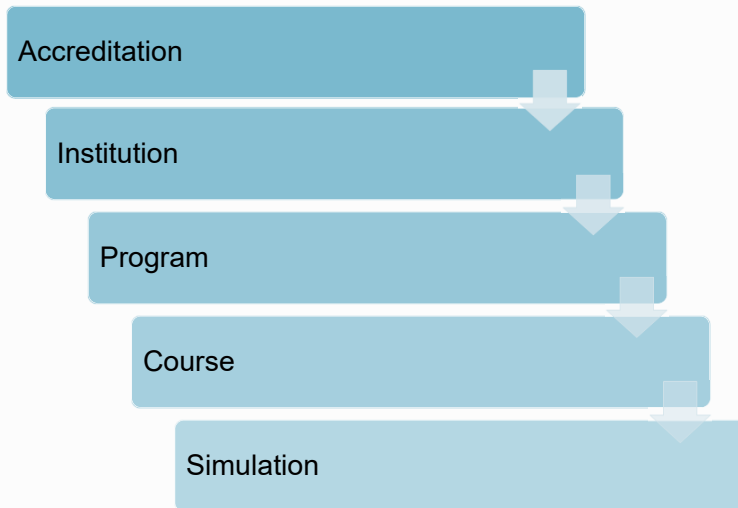 Accreditation
Institution
Program
Course
Simulation